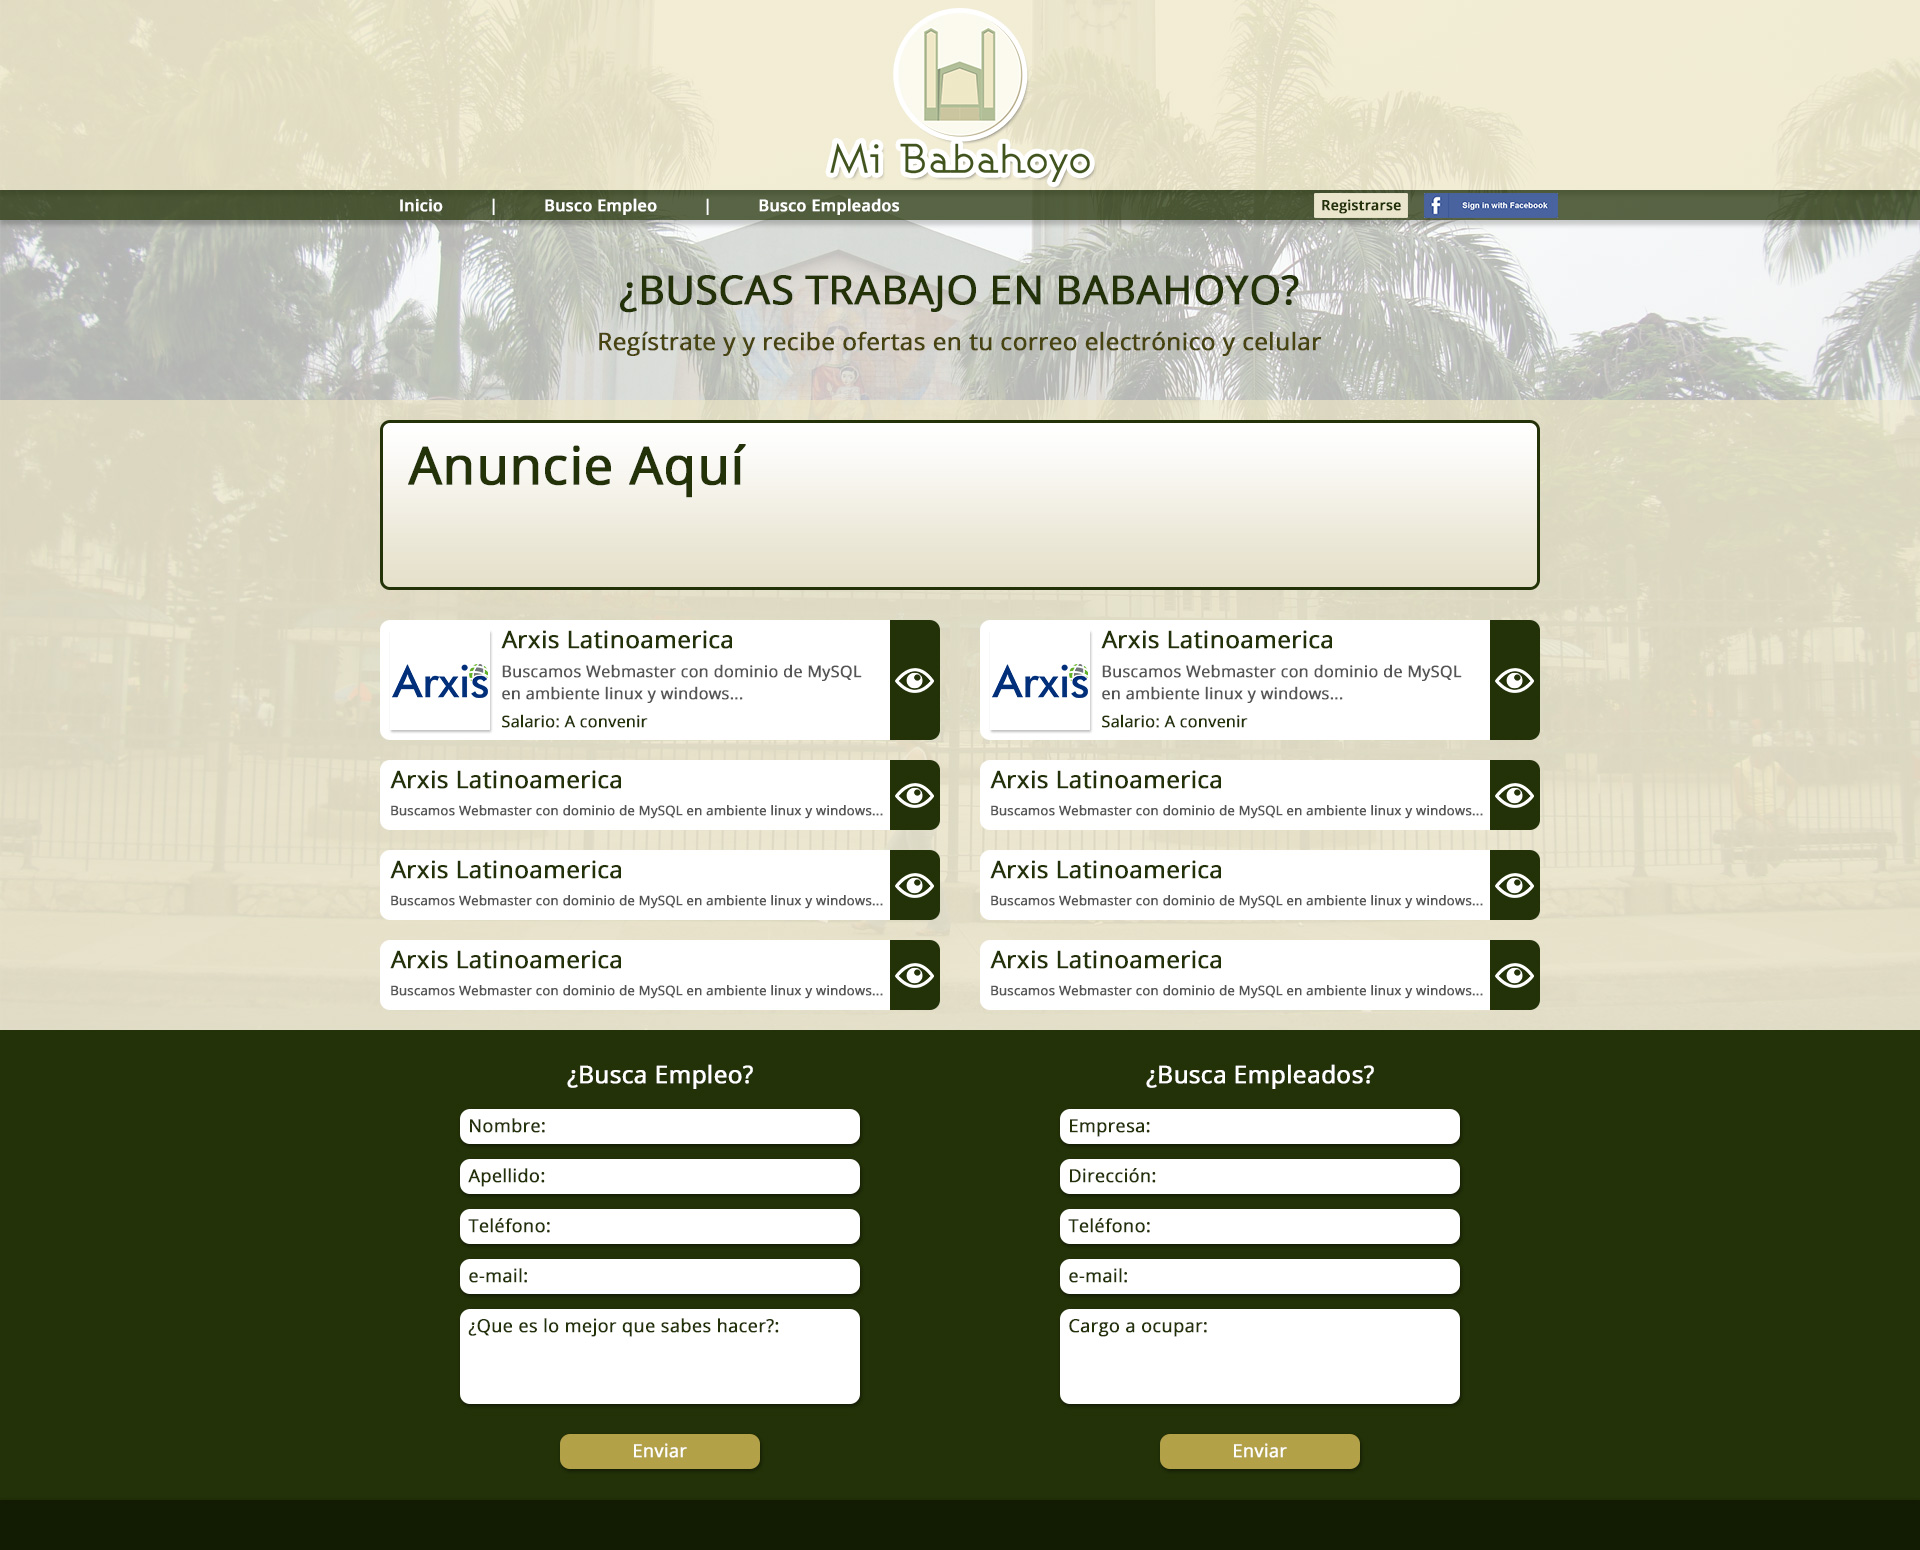 Mi Babahoyo
Inicio | Busco Empleo | Busco Empleados
Registrarse
f Sign in with Facebook
¿BUSCAS TRABAJO EN BABAHOYO?
Regístrate y y recibe ofertas en tu correo electrónico y celular
Anuncie Aquí
Arxis
Arxis Latinoamerica
Buscamos Webmaster con dominio de MySQL
en ambiente linux y windows...
Salario: A convenir
Arxis
Arxis Latinoamerica
Buscamos Webmaster con dominio de MySQL
en ambiente linux y windows...
Salario: A convenir
Arxis Latinoamerica
Buscamos Webmaster con dominio de MySQL en ambiente linux y windows...
Arxis Latinoamerica
Buscamos Webmaster con dominio de MySQL en ambiente linux y windows...
Arxis Latinoamerica
Buscamos Webmaster con dominio de MySQL en ambiente linux y windows...
Arxis Latinoamerica
Buscamos Webmaster con dominio de MySQL en ambiente linux y windows...
Arxis Latinoamerica
Buscamos Webmaster con dominio de MySQL en ambiente linux y windows...
Arxis Latinoamerica
Buscamos Webmaster con dominio de MySQL en ambiente linux y windows...
¿Busca Empleo?
Nombre:
Apellido:
Teléfono:
e-mail:
¿Que es lo mejor que sabes hacer?:
Enviar
¿Busca Empleados?
Empresa:
Dirección:
Teléfono:
e-mail:
Cargo a ocupar:
Enviar